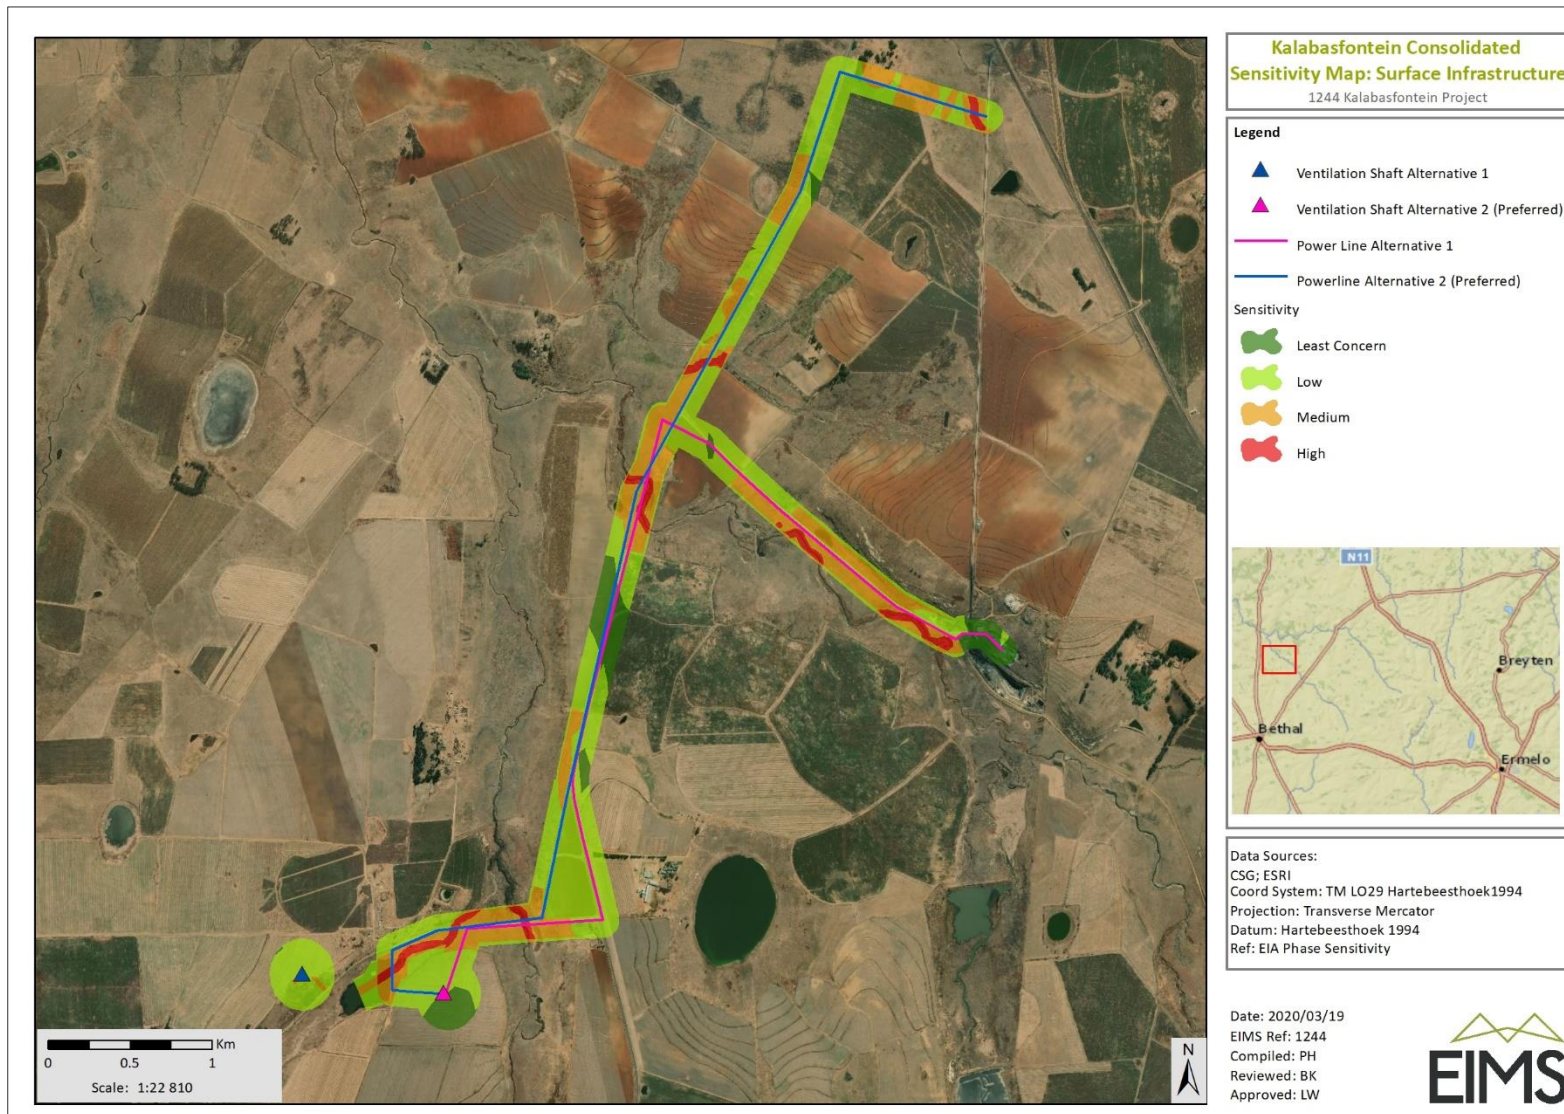 Kalabasfontein Consolidated
Sensitivity Map: Surface Infrastructure
1244 Kalabasfontein Project
Legend
Ventilation Shaft Alternative 1
Ventilation Shaft Alternative 2 (Preferred)
Power Line Alternative 1
Powerline Alternative 2 (Preferred)
Sensitivity
Least Concern
Low
Medium
High
N11
Breyten
Bethal
Ermelo
Data Sources:
CSG; ESRI
Coord System: TM LO29 Hartebeesthoek1994
Projection: Transverse Mercator
Datum: Hartebeesthoek 1994
Ref: EIA Phase Sensitivity
Date: 2020/03/19
EIMS Ref: 1244
Compiled: PH
Reviewed: BK
Approved: LW
EIMS
Km
0 0.5 1
Scale: 1:22 810
N